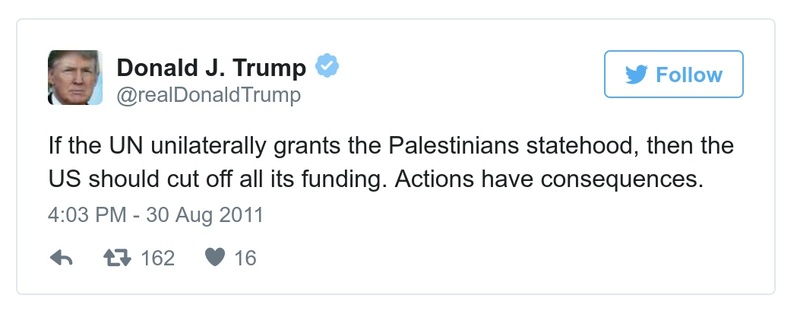 Donald J. Trump
@realDonaldTrump
Follow
If the UN unilaterally grants the Palestinians statehood, then the
US should cut off all its funding. Actions have consequences.
4:03 PM - 30 Aug 2011
162 16